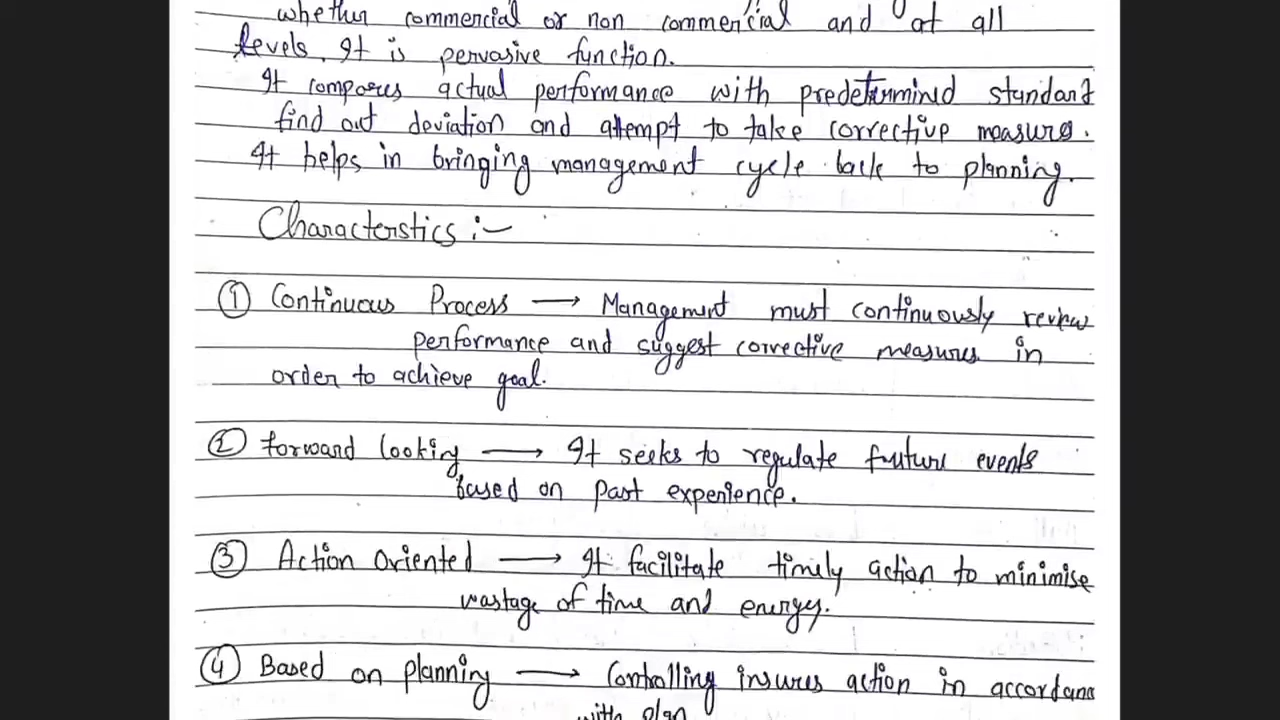 whether commercial or non commercial and at all
levels. It is pervasive function.
It compares actual performance with predetermined standard
find out deviation and attempt to take corrective measure.
It helps in bringing management cycle back to planning.
Characterstics :-
① Continuous Process → Management must continuously review
performance and suggest corrective measures in
order to achieve goal.
② forward looking → It seeks to regulate future events
based on past experience.
③ Action Oriented → It facilitate timely action to minimise
wastage of time and energy.
④ Based on planning → Controlling insures action in accordans
with plan